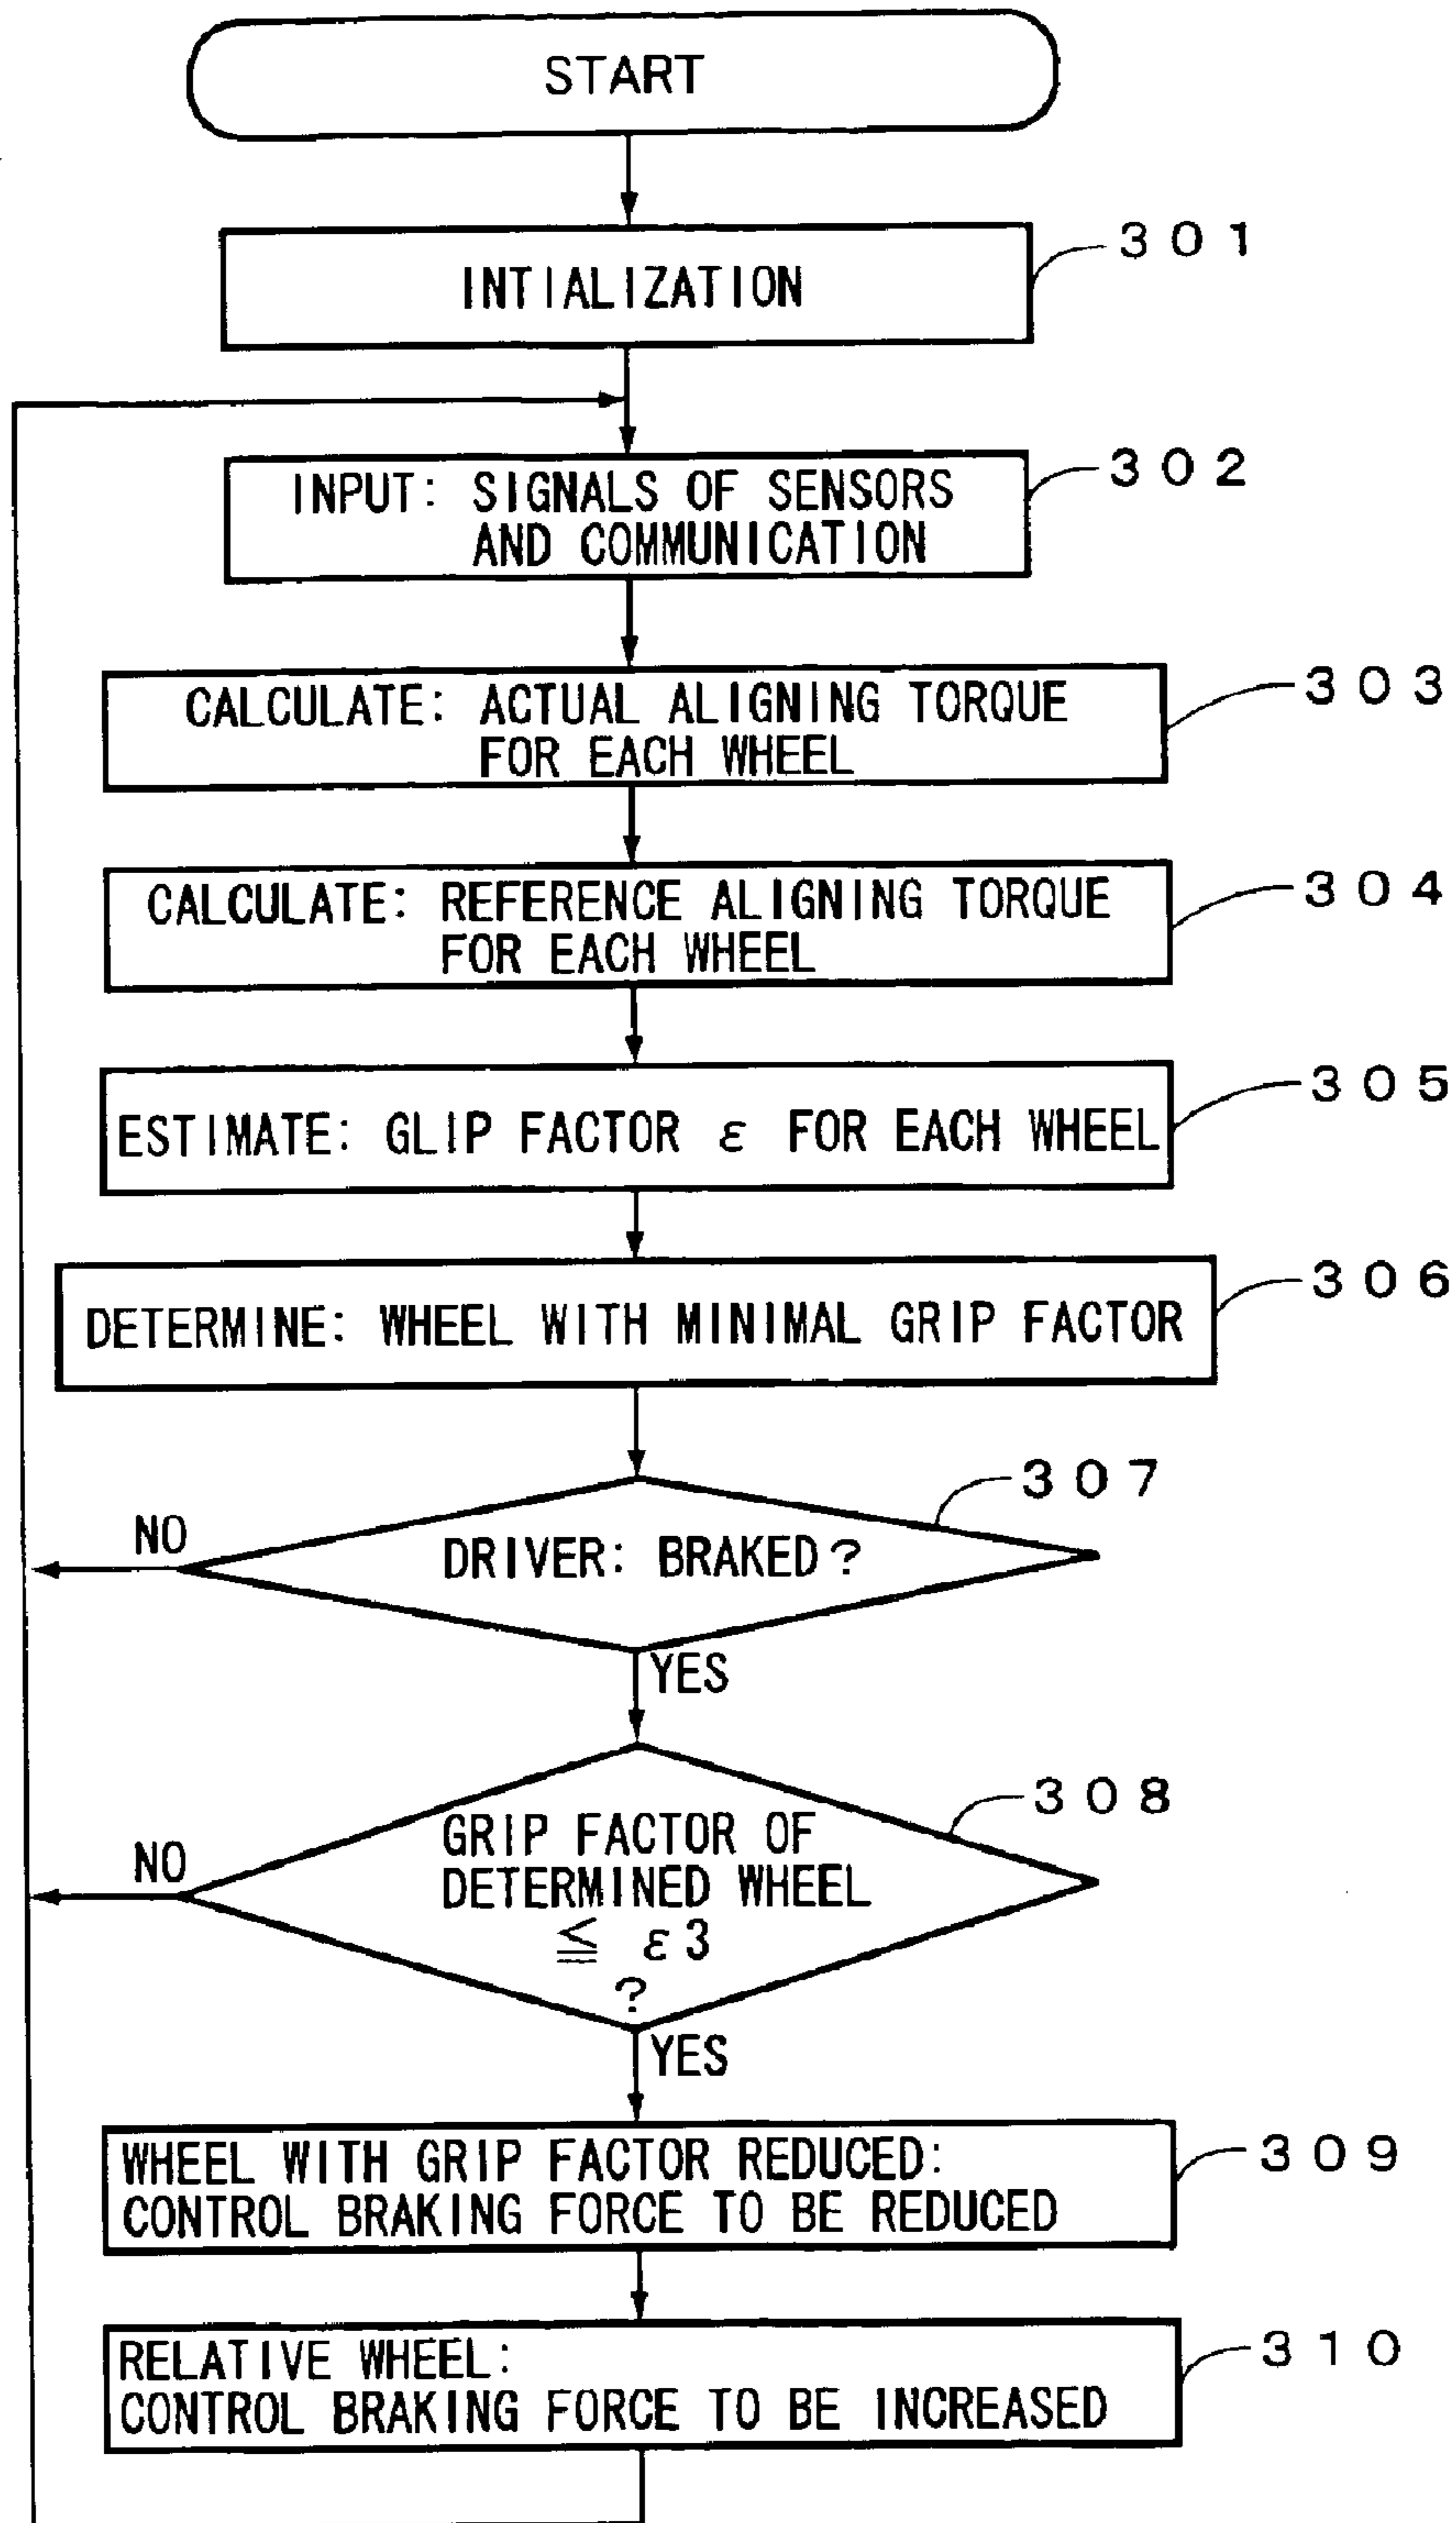 START
INTIALIZATION
301
INPUT: SIGNALS OF SENSORS
AND COMMUNICATION
302
CALCULATE: ACTUAL ALIGNING TORQUE
FOR EACH WHEEL
303
CALCULATE: REFERENCE ALIGNING TORQUE
FOR EACH WHEEL
304
ESTIMATE: GLIP FACTOR ε FOR EACH WHEEL
305
DETERMINE: WHEEL WITH MINIMAL GRIP FACTOR
306
307
NO
DRIVER: BRAKED?
YES
308
NO
GRIP FACTOR OF
DETERMINED WHEEL
≦ ε3
?
YES
WHEEL WITH GRIP FACTOR REDUCED:
CONTROL BRAKING FORCE TO BE REDUCED
309
RELATIVE WHEEL:
CONTROL BRAKING FORCE TO BE INCREASED
310